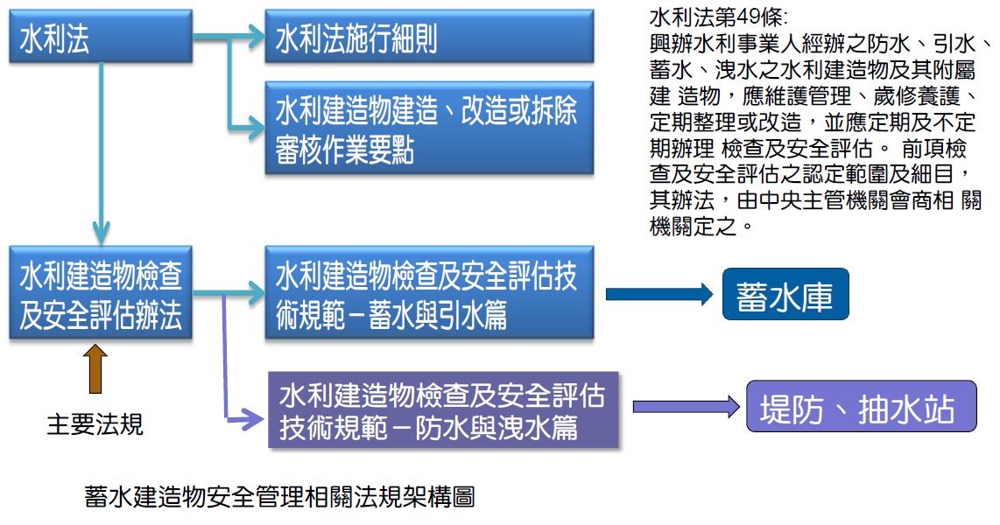 水利法
水利法施行細則
水利建造物建造、改造或拆除
審核作業要點
水利法第49條:
興辦水利事業人經辦之防水、引水、
蓄水、洩水之水利建造物及其附屬
建 造物，應維護管理、歲修養護、
定期整理或改造，並應定期及不定
期辦理 檢查及安全評估。 前項檢
查及安全評估之認定範圍及細目，
其辦法，由中央主管機關會商相 關
機關定之。
水利建造物檢查
及安全評估辦法
水利建造物檢查及安全評估技
術規範－蓄水與引水篇
蓄水庫
主要法規
水利建造物檢查及安全評估
技術規範－防水與洩水篇
堤防、抽水站
蓄水建造物安全管理相關法規架構圖